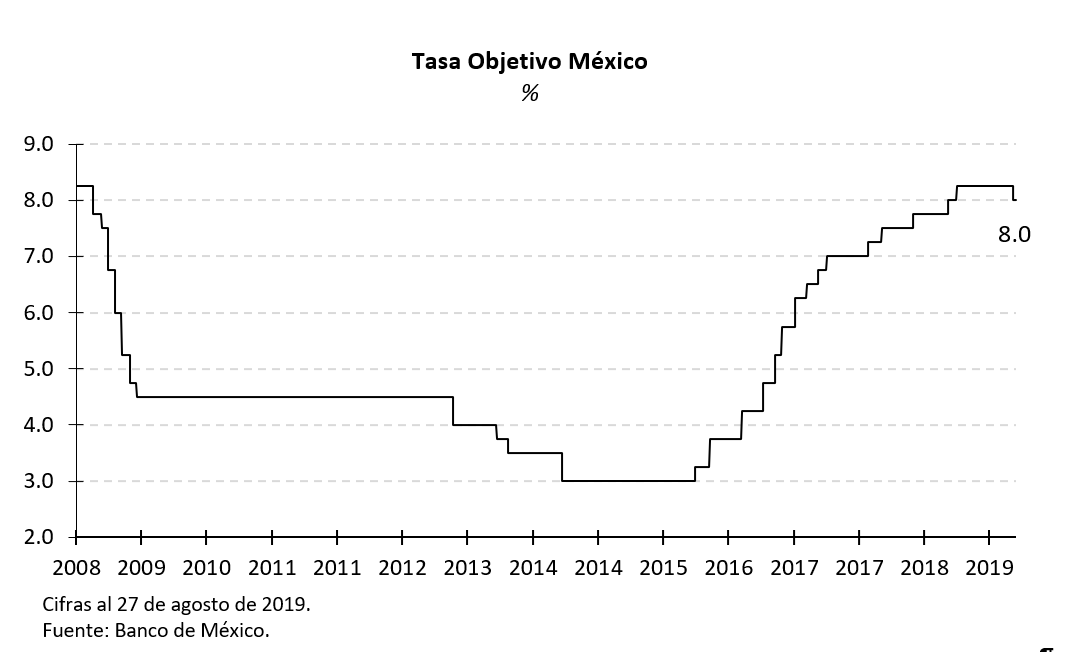 Tasa Objetivo México
%
9.0
8.0
7.0
6.0
5.0
4.0
3.0
2.0
8.0
2008 2009 2010 2011 2011 2012 2013 2014 2014 2015 2016 2017 2017 2018 2019
Cifras al 27 de agosto de 2019.
Fuente: Banco de México.